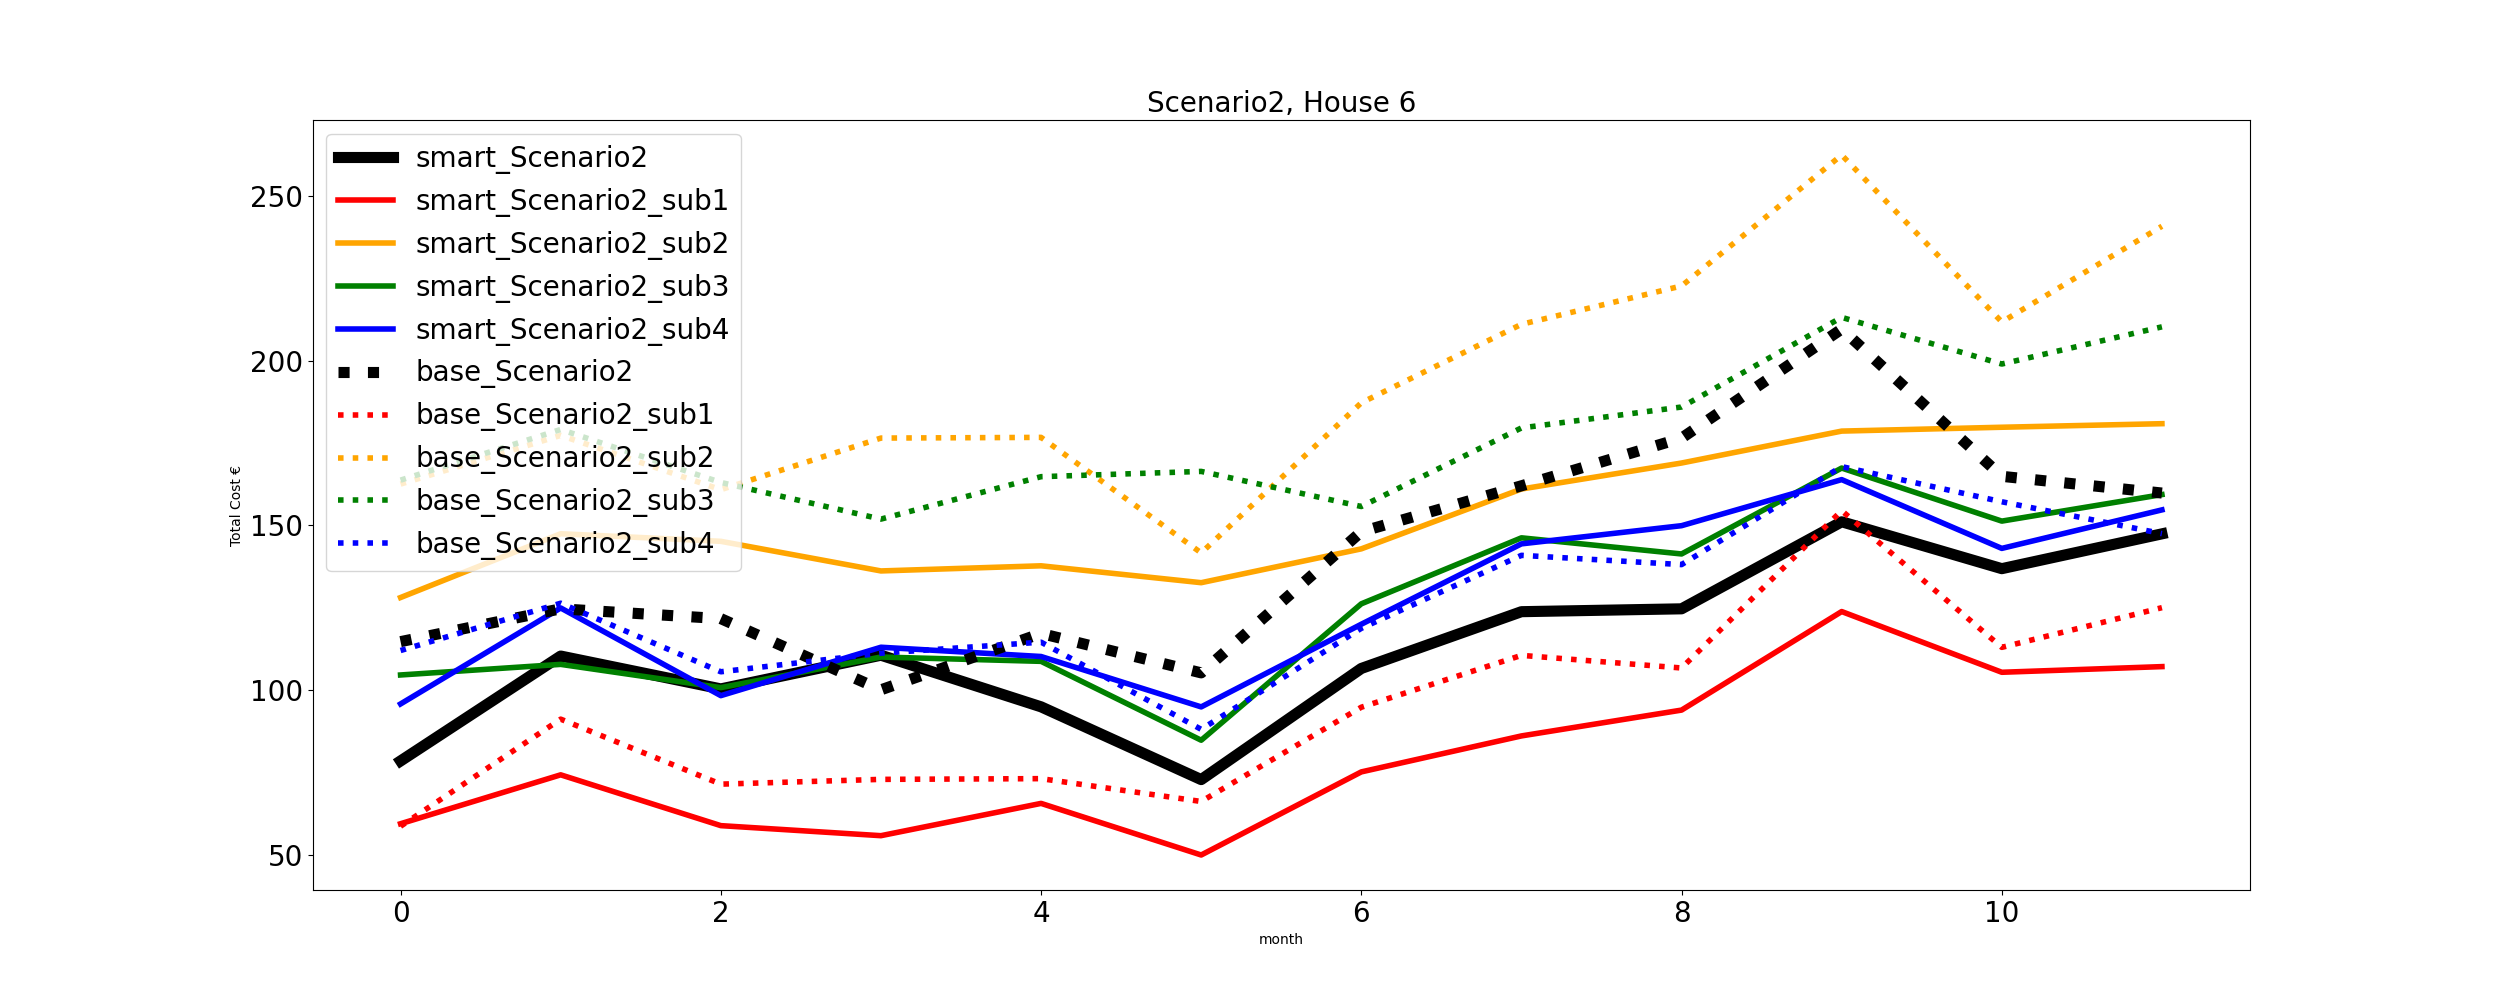 Scenario2, House 6
smart_Scenario2
smart_Scenario2_sub1
smart_Scenario2_sub2
smart_Scenario2_sub3
smart_Scenario2_sub4
base_Scenario2
base_Scenario2_sub1
base_Scenario2_sub2
base_Scenario2_sub3
base_Scenario2_sub4
Total Cost €
250
200
150
100
50
0 2 4 6 8 10
month